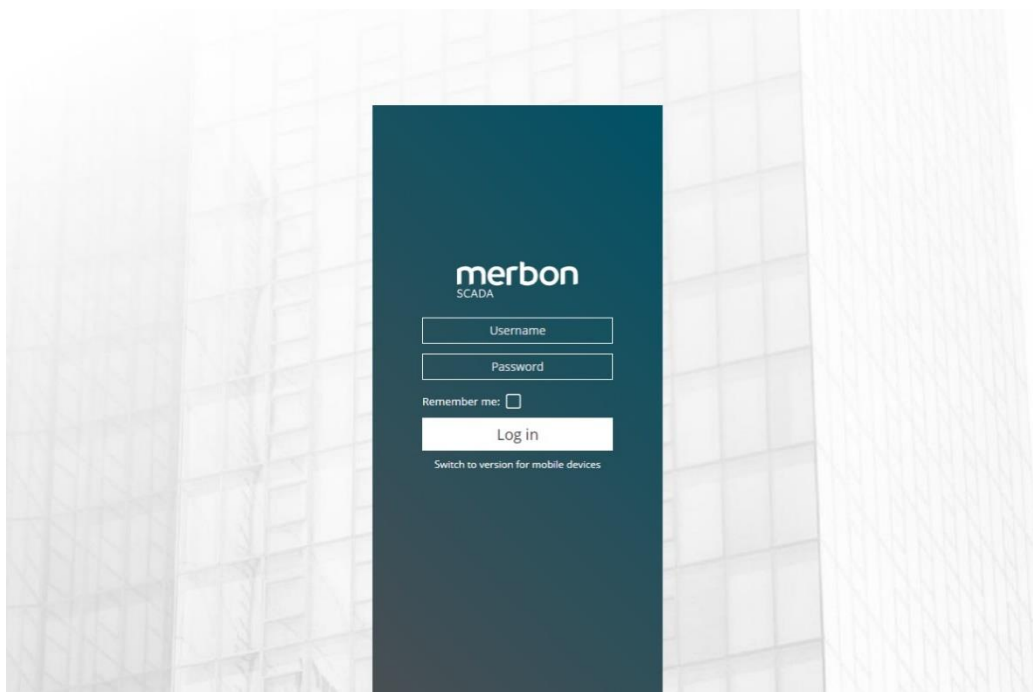 merbon
SCADA
Username
Password
Remember me:
Log in
Switch to version for mobile devices